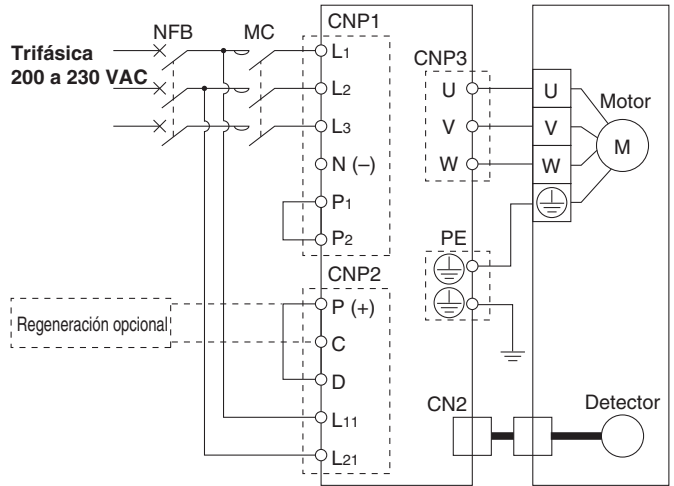 NFB
MC
CNP1
Trifásica
200 a 230 VAC
L1
L2
L3
N (–)
P1
P2
CNP3
U
V
W
U
V
W
Motor
M
PE
CNP2
Regeneración opcional
P (+)
C
D
L11
L21
CN2
Detector